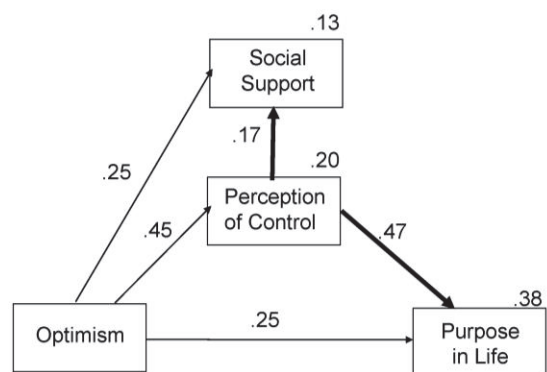 .13
Social
Support
.17
.20
.25
Perception
of Control
.45
.47
.38
Optimism
.25
Purpose
in Life